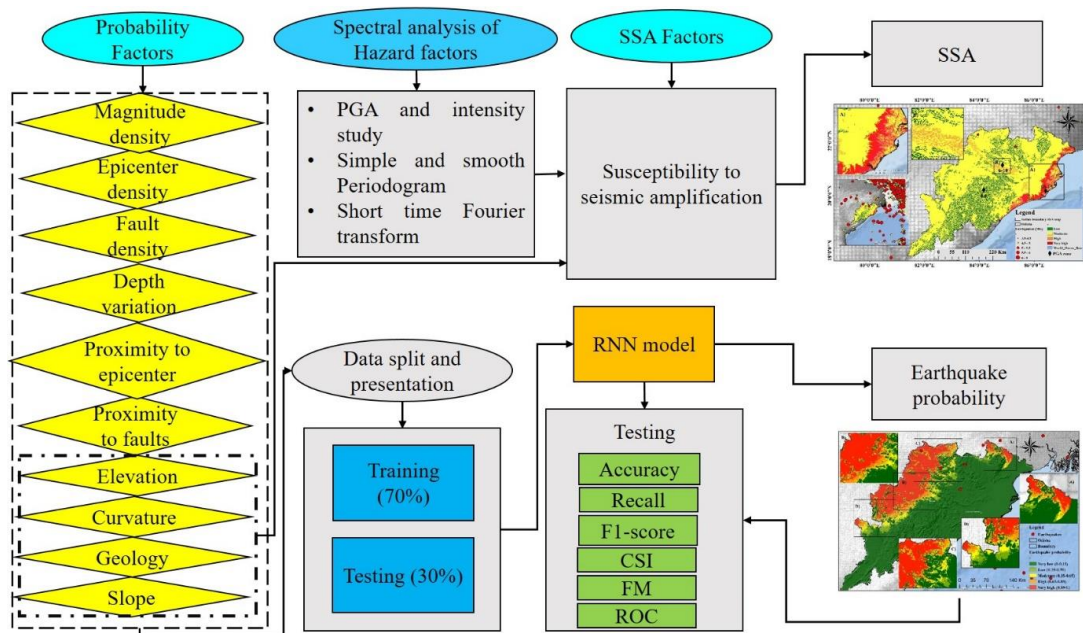 Probability
Factors
Magnitude
density
Epicenter
density
Fault
density
Depth
variation
Proximity to
epicenter
Proximity
to faults
Elevation
Curvature
Geology
Slope
Spectral analysis of
Hazard factors
• PGA and intensity
study
• Simple and smooth
Periodogram
• Short time Fourier
transform
SSA Factors
Susceptibility to
seismic amplification
SSA
Legend
Data split and
presentation
Training
(70%)
Testing (30%)
RNN model
Testing
Accuracy
Recall
F1-score
CSI
FM
ROC
Earthquake
probability
Legend